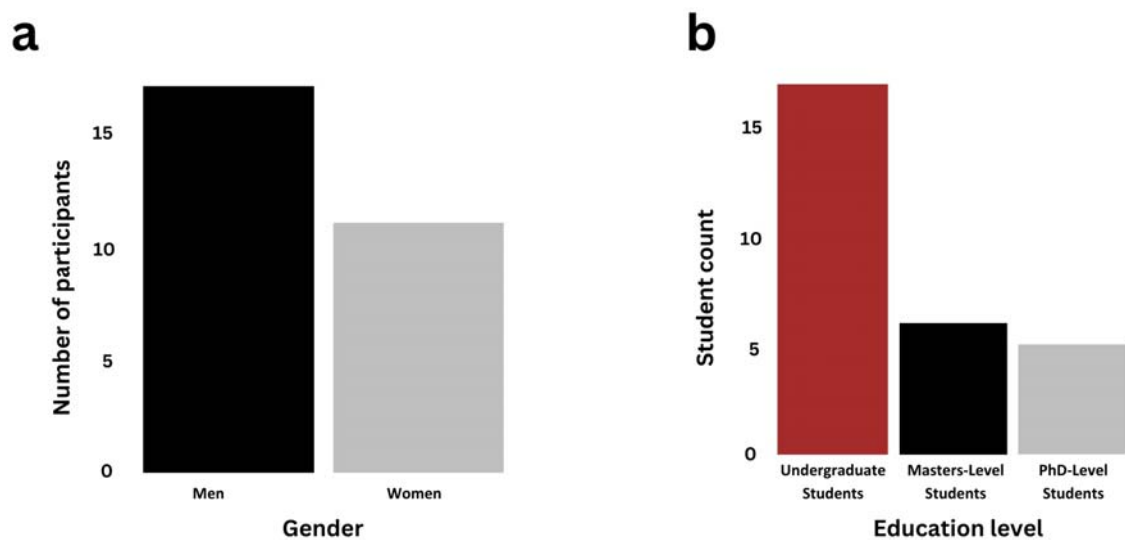 a
15
10
5
0
Number of participants
Men
Women
Gender
b
15
10
5
0
Student count
Undergraduate
Students
Masters-Level
Students
PhD-Level
Students
Education level